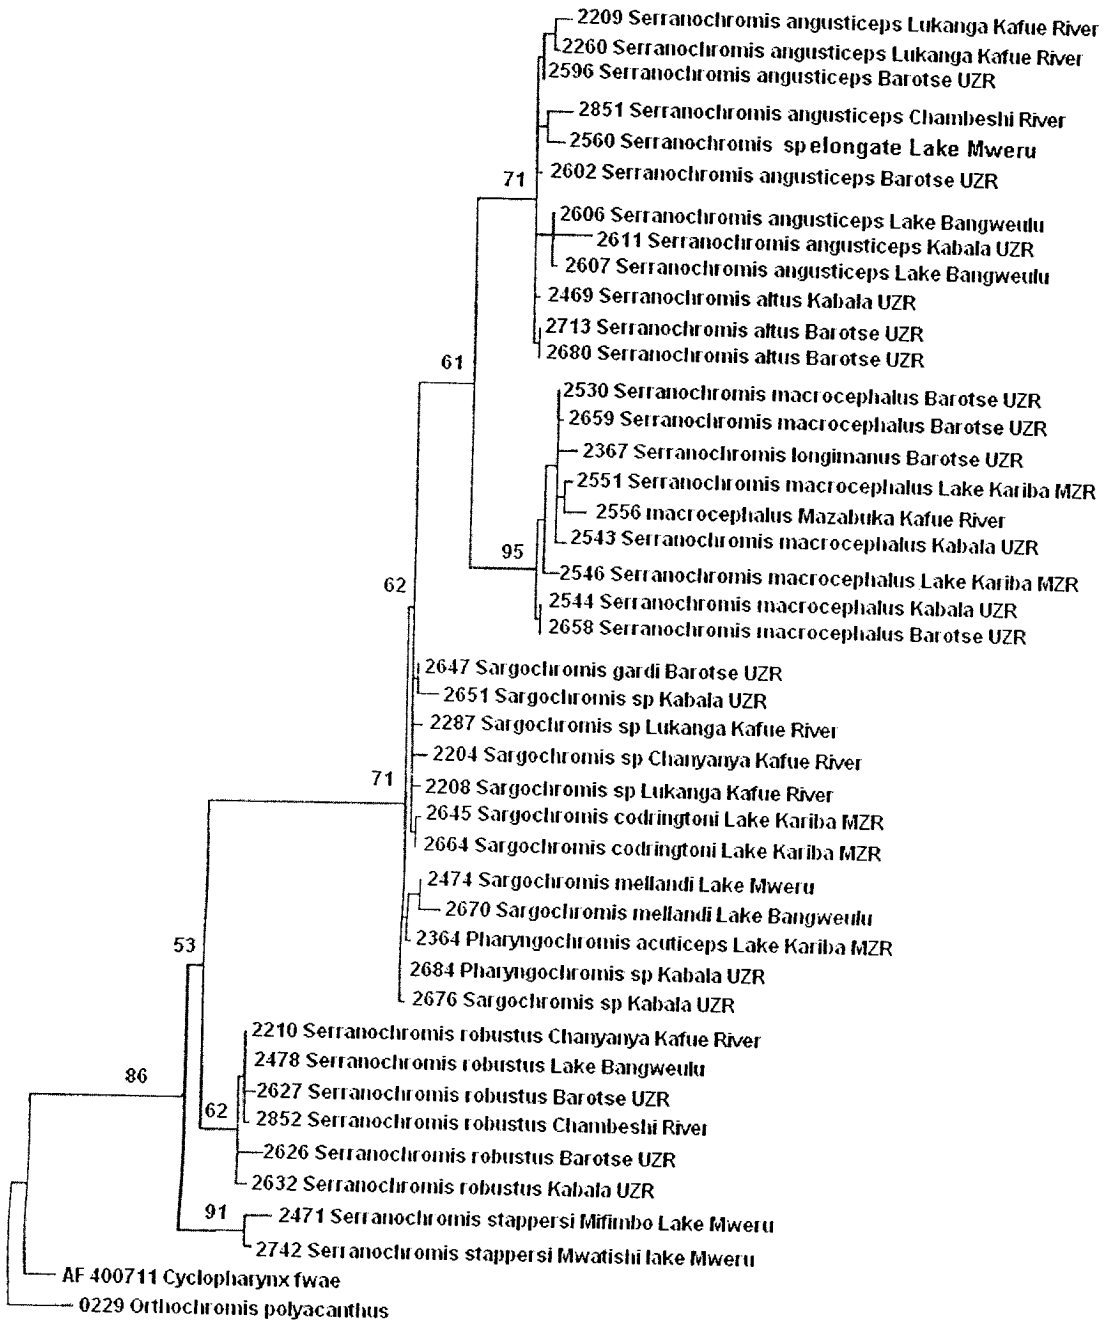 2209 Serranochromis angusticeps Lukanga Kafue River
2260 Serranochromis angusticeps Lukanga Kafue River
2596 Serranochromis angusticeps Barotse UZR
2851 Serranochromis angusticeps Chambeshi River
2560 Serranochromis sp elongate Lake Mweru
71
2602 Serranochromis angusticeps Barotse UZR
2606 Serranochromis angusticeps Lake Bangweulu
2611 Serranochromis angusticeps Kabala UZR
2607 Serranochromis angusticeps Lake Bangweulu
2469 Serranochromis altus Kabala UZR
2713 Serranochromis altus Barotse UZR
2680 Serranochromis altus Barotse UZR
61
2530 Serranochromis macrocephalus Barotse UZR
2659 Serranochromis macrocephalus Barotse UZR
2367 Serranochromis longimanus Barotse UZR
2551 Serranochromis macrocephalus Lake Kariba MZR
2556 macrocephalus Mazabuka Kafue River
2543 Serranochromis macrocephalus Kabala UZR
95
2546 Serranochromis macrocephalus Lake Kariba MZR
62
2544 Serranochromis macrocephalus Kabala UZR
2658 Serranochromis macrocephalus Barotse UZR
2647 Sargochromis gardi Barotse UZR
2651 Sargochromis sp Kabala UZR
2287 Sargochromis sp Lukanga Kafue River
2204 Sargochromis sp Chanyanya Kafue River
71
2208 Sargochromis sp Lukanga Kafue River
2645 Sargochromis codringtoni Lake Kariba MZR
2664 Sargochromis codringtoni Lake Kariba MZR
2474 Sargochromis mellandi Lake Mweru
2670 Sargochromis mellandi Lake Bangweulu
2364 Pharyngochromis acuticeps Lake Kariba MZR
53
2684 Pharyngochromis sp Kabala UZR
2676 Sargochromis sp Kabala UZR
2210 Serranochromis robustus Chanyanya Kafue River
2478 Serranochromis robustus Lake Bangweulu
86
2627 Serranochromis robustus Barotse UZR
62
2852 Serranochromis robustus Chambeshi River
2626 Serranochromis robustus Barotse UZR
2632 Serranochromis robustus Kabala UZR
91
2471 Serranochromis stappersi Mifimbo Lake Mweru
2742 Serranochromis stappersi Mwatishi lake Mweru
AF 400711 Cyclopharynx fwae
0229 Orthochromis polyacanthus